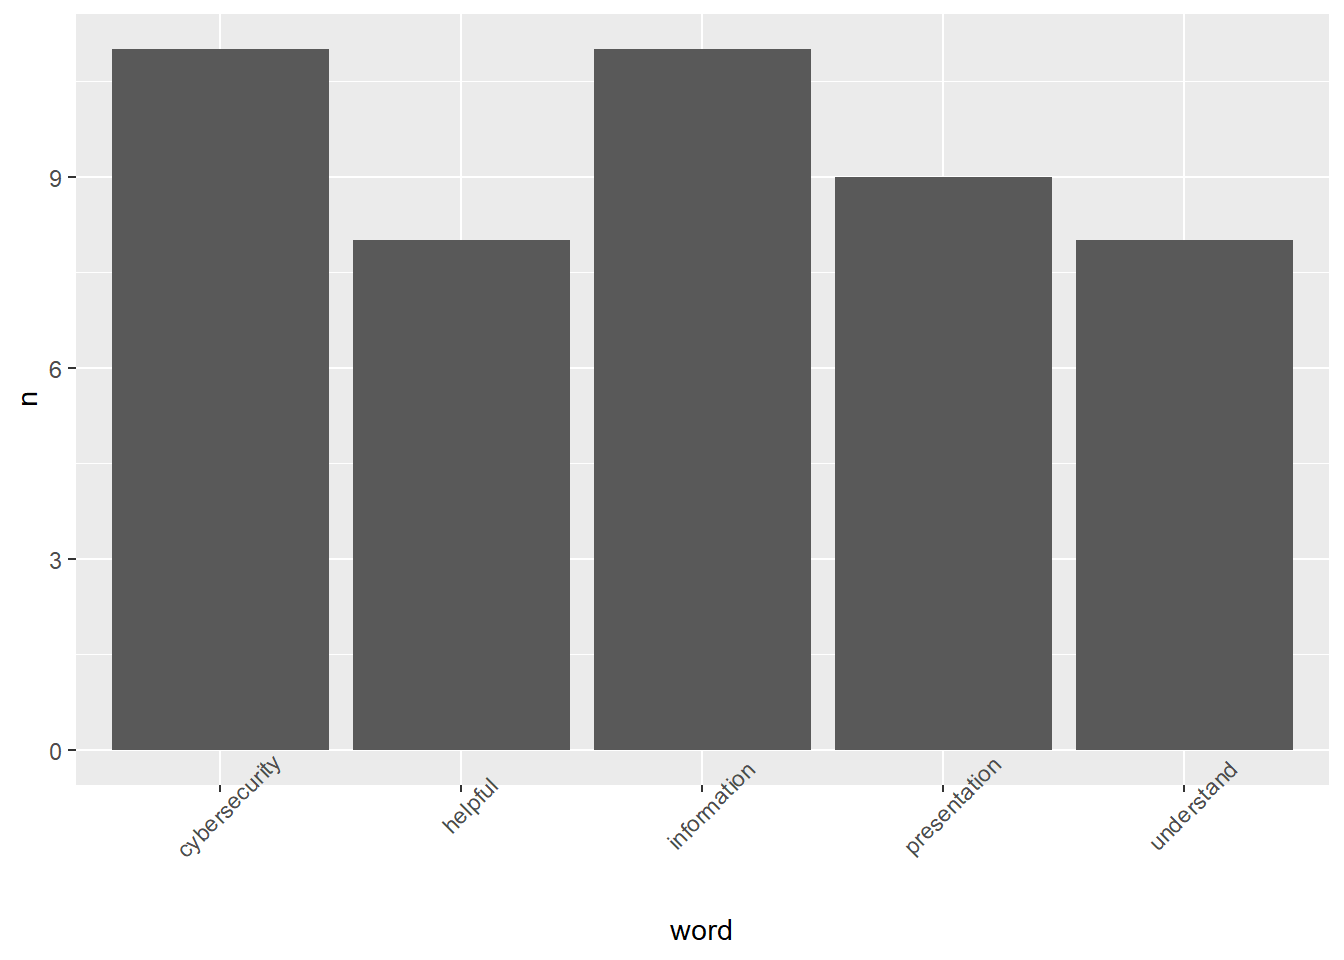 n
9
6
3
0
cybersecurity
helpful
information
presentation
understand
word